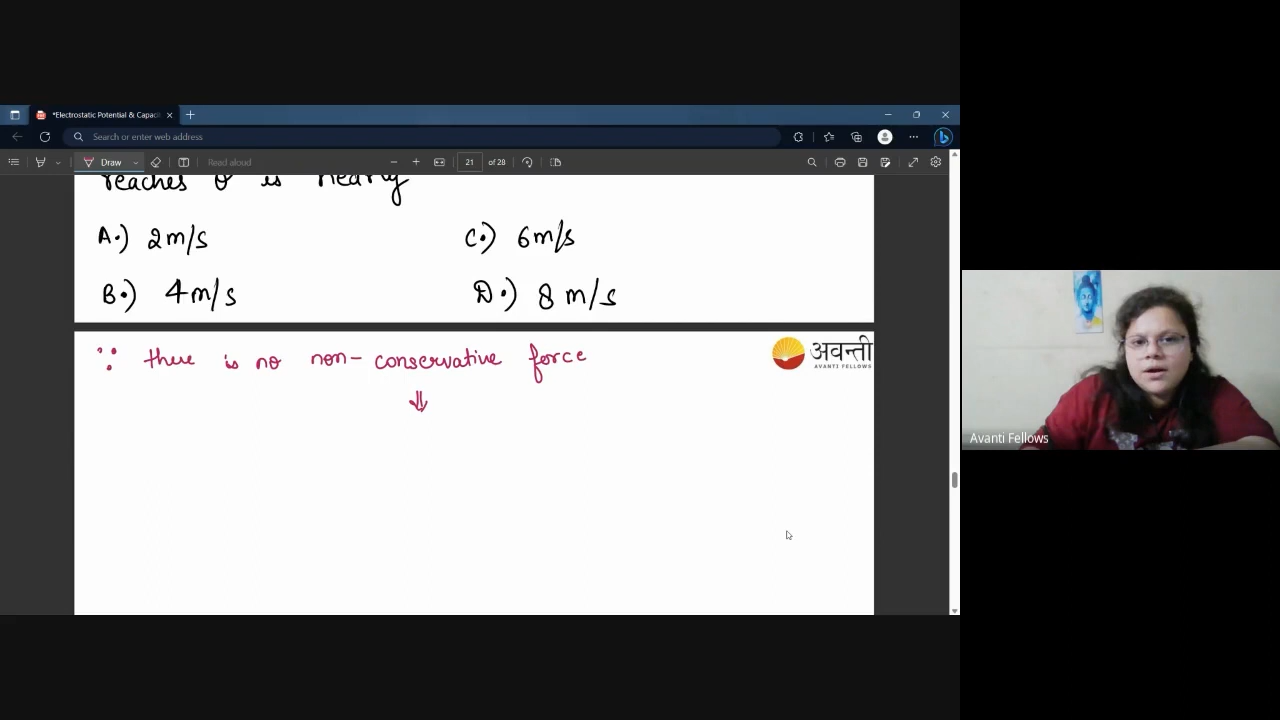 *Electrostatic Potential & Capaci
Search or enter web address
Draw
Read aloud
21 of 28
reaches O is nearly
A.) 2m/s
C.) 6m/s
B.) 4m/s
D.) 8 m/s
∵ there is no non-conservative force
⇓
अवन्ती
AVANTI FELLOWS
Avanti Fellows